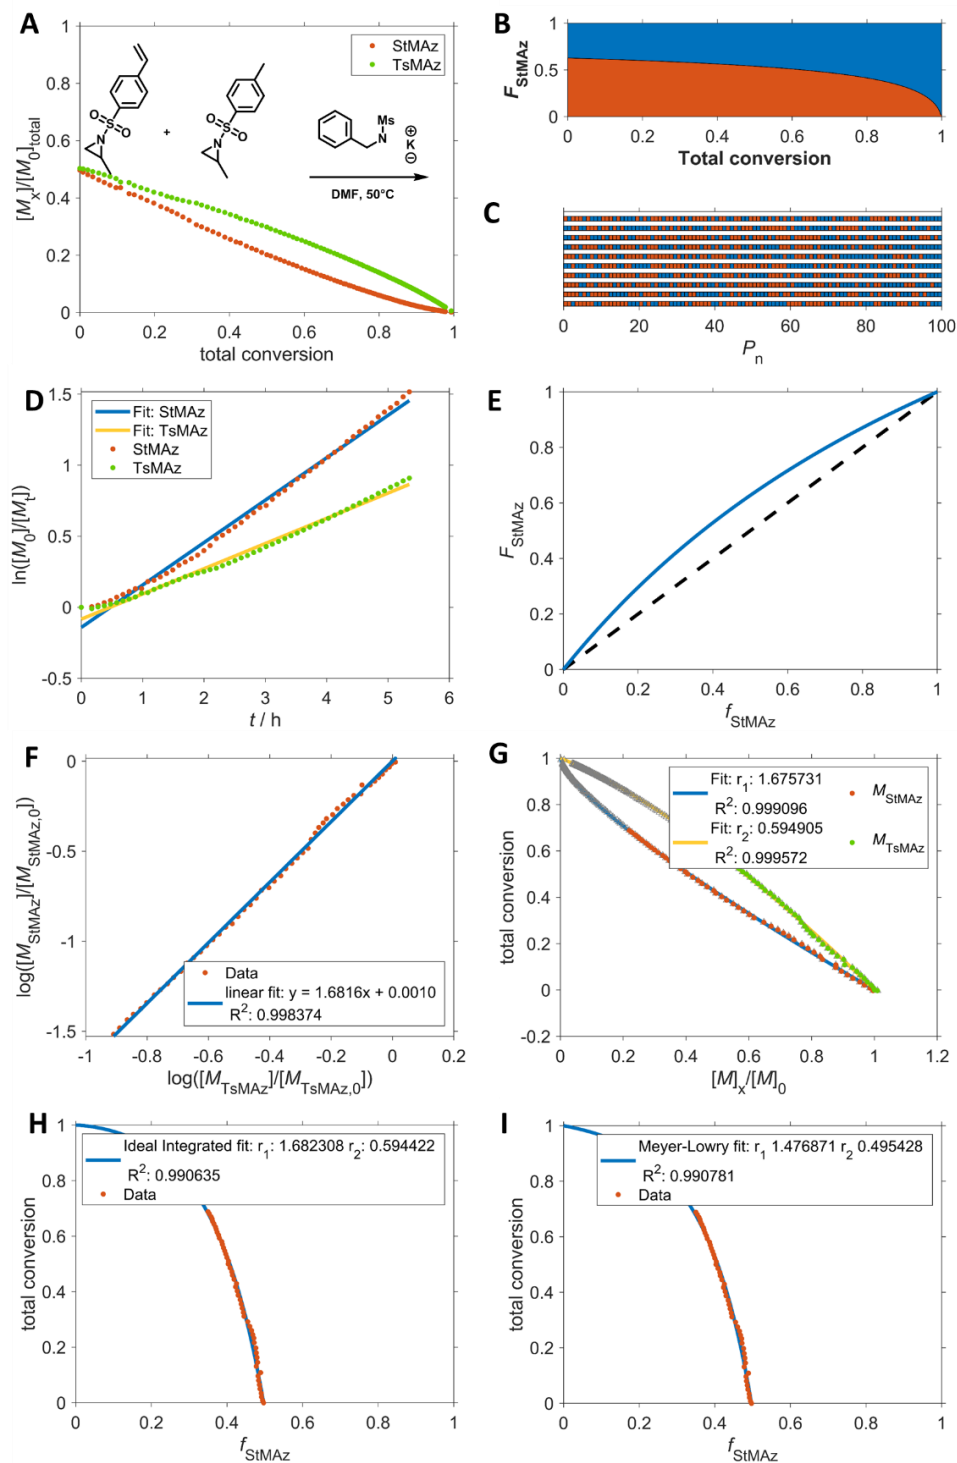 A
1
0.8
0.6
0.4
0.2
0
[Mx]/[M0]total
StMAz
TsMAz
O
S
O
N
+
O
S
O
N
Ms
N
⊕
K
⊖
DMF, 50°C
0 0.2 0.4 0.6 0.8 1
total conversion
B
1
0.5
0
FStMAz
0 0.2 0.4 0.6 0.8 1
Total conversion
C
0 20 40 60 80 100
Pn
D
1.5
1
0.5
0
-0.5
ln([M0]/[Mt])
Fit: StMAz
Fit: TsMAz
StMAz
TsMAz
0 1 2 3 4 5 6
t / h
E
1
0.8
0.6
0.4
0.2
0
FStMAz
0 0.2 0.4 0.6 0.8 1
fStMAz
F
0
-0.5
-1
-1.5
log([MStMAz]/[MStMAz,0])
Data
linear fit: y = 1.6816x + 0.0010
R2: 0.998374
-1 -0.8 -0.6 -0.4 -0.2 0 0.2
log([MTsMAz]/[MTsMAz,0])
G
1
0.8
0.6
0.4
0.2
0
-0.2
total conversion
Fit: r1: 1.675731
R2: 0.999096
Fit: r2: 0.594905
R2: 0.999572
MStMAz
MTsMAz
0 0.2 0.4 0.6 0.8 1 1.2
[M]x/[M]0
H
1
0.8
0.6
0.4
0.2
0
total conversion
Ideal Integrated fit: r1: 1.682308 r2: 0.594422
R2: 0.990635
Data
0 0.2 0.4 0.6 0.8 1
fStMAz
I
1
0.8
0.6
0.4
0.2
0
total conversion
Meyer-Lowry fit: r1 1.476871 r2 0.495428
R2: 0.990781
Data
0 0.2 0.4 0.6 0.8 1
fStMAz